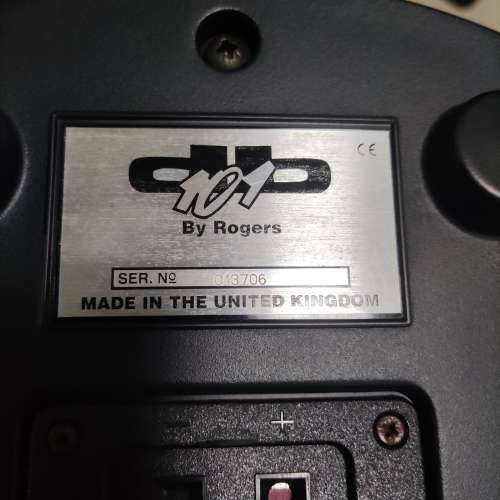 db CE
101
By Rogers
SER. Nº 013706
MADE IN THE UNITED KINGDOM
- +